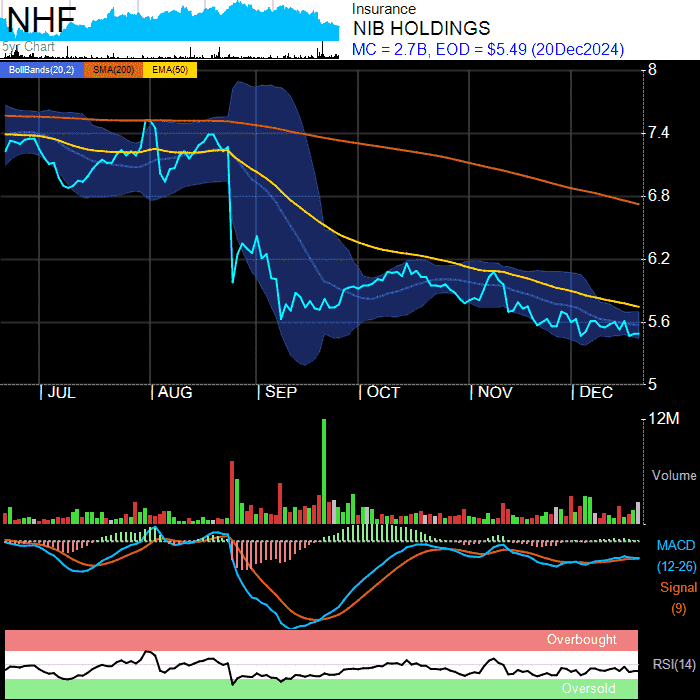 NHF
5yr Chart
Insurance
NIB HOLDINGS
MC = 2.7B, EOD = $5.49 (20Dec2024)
BollBands(20,2) SMA(200) EMA(50)
8
7.4
6.8
6.2
5.6
5
JUL AUG SEP OCT NOV DEC
12M
Volume
MACD
(12-26)
Signal
(9)
Overbought
RSI(14)
Oversold